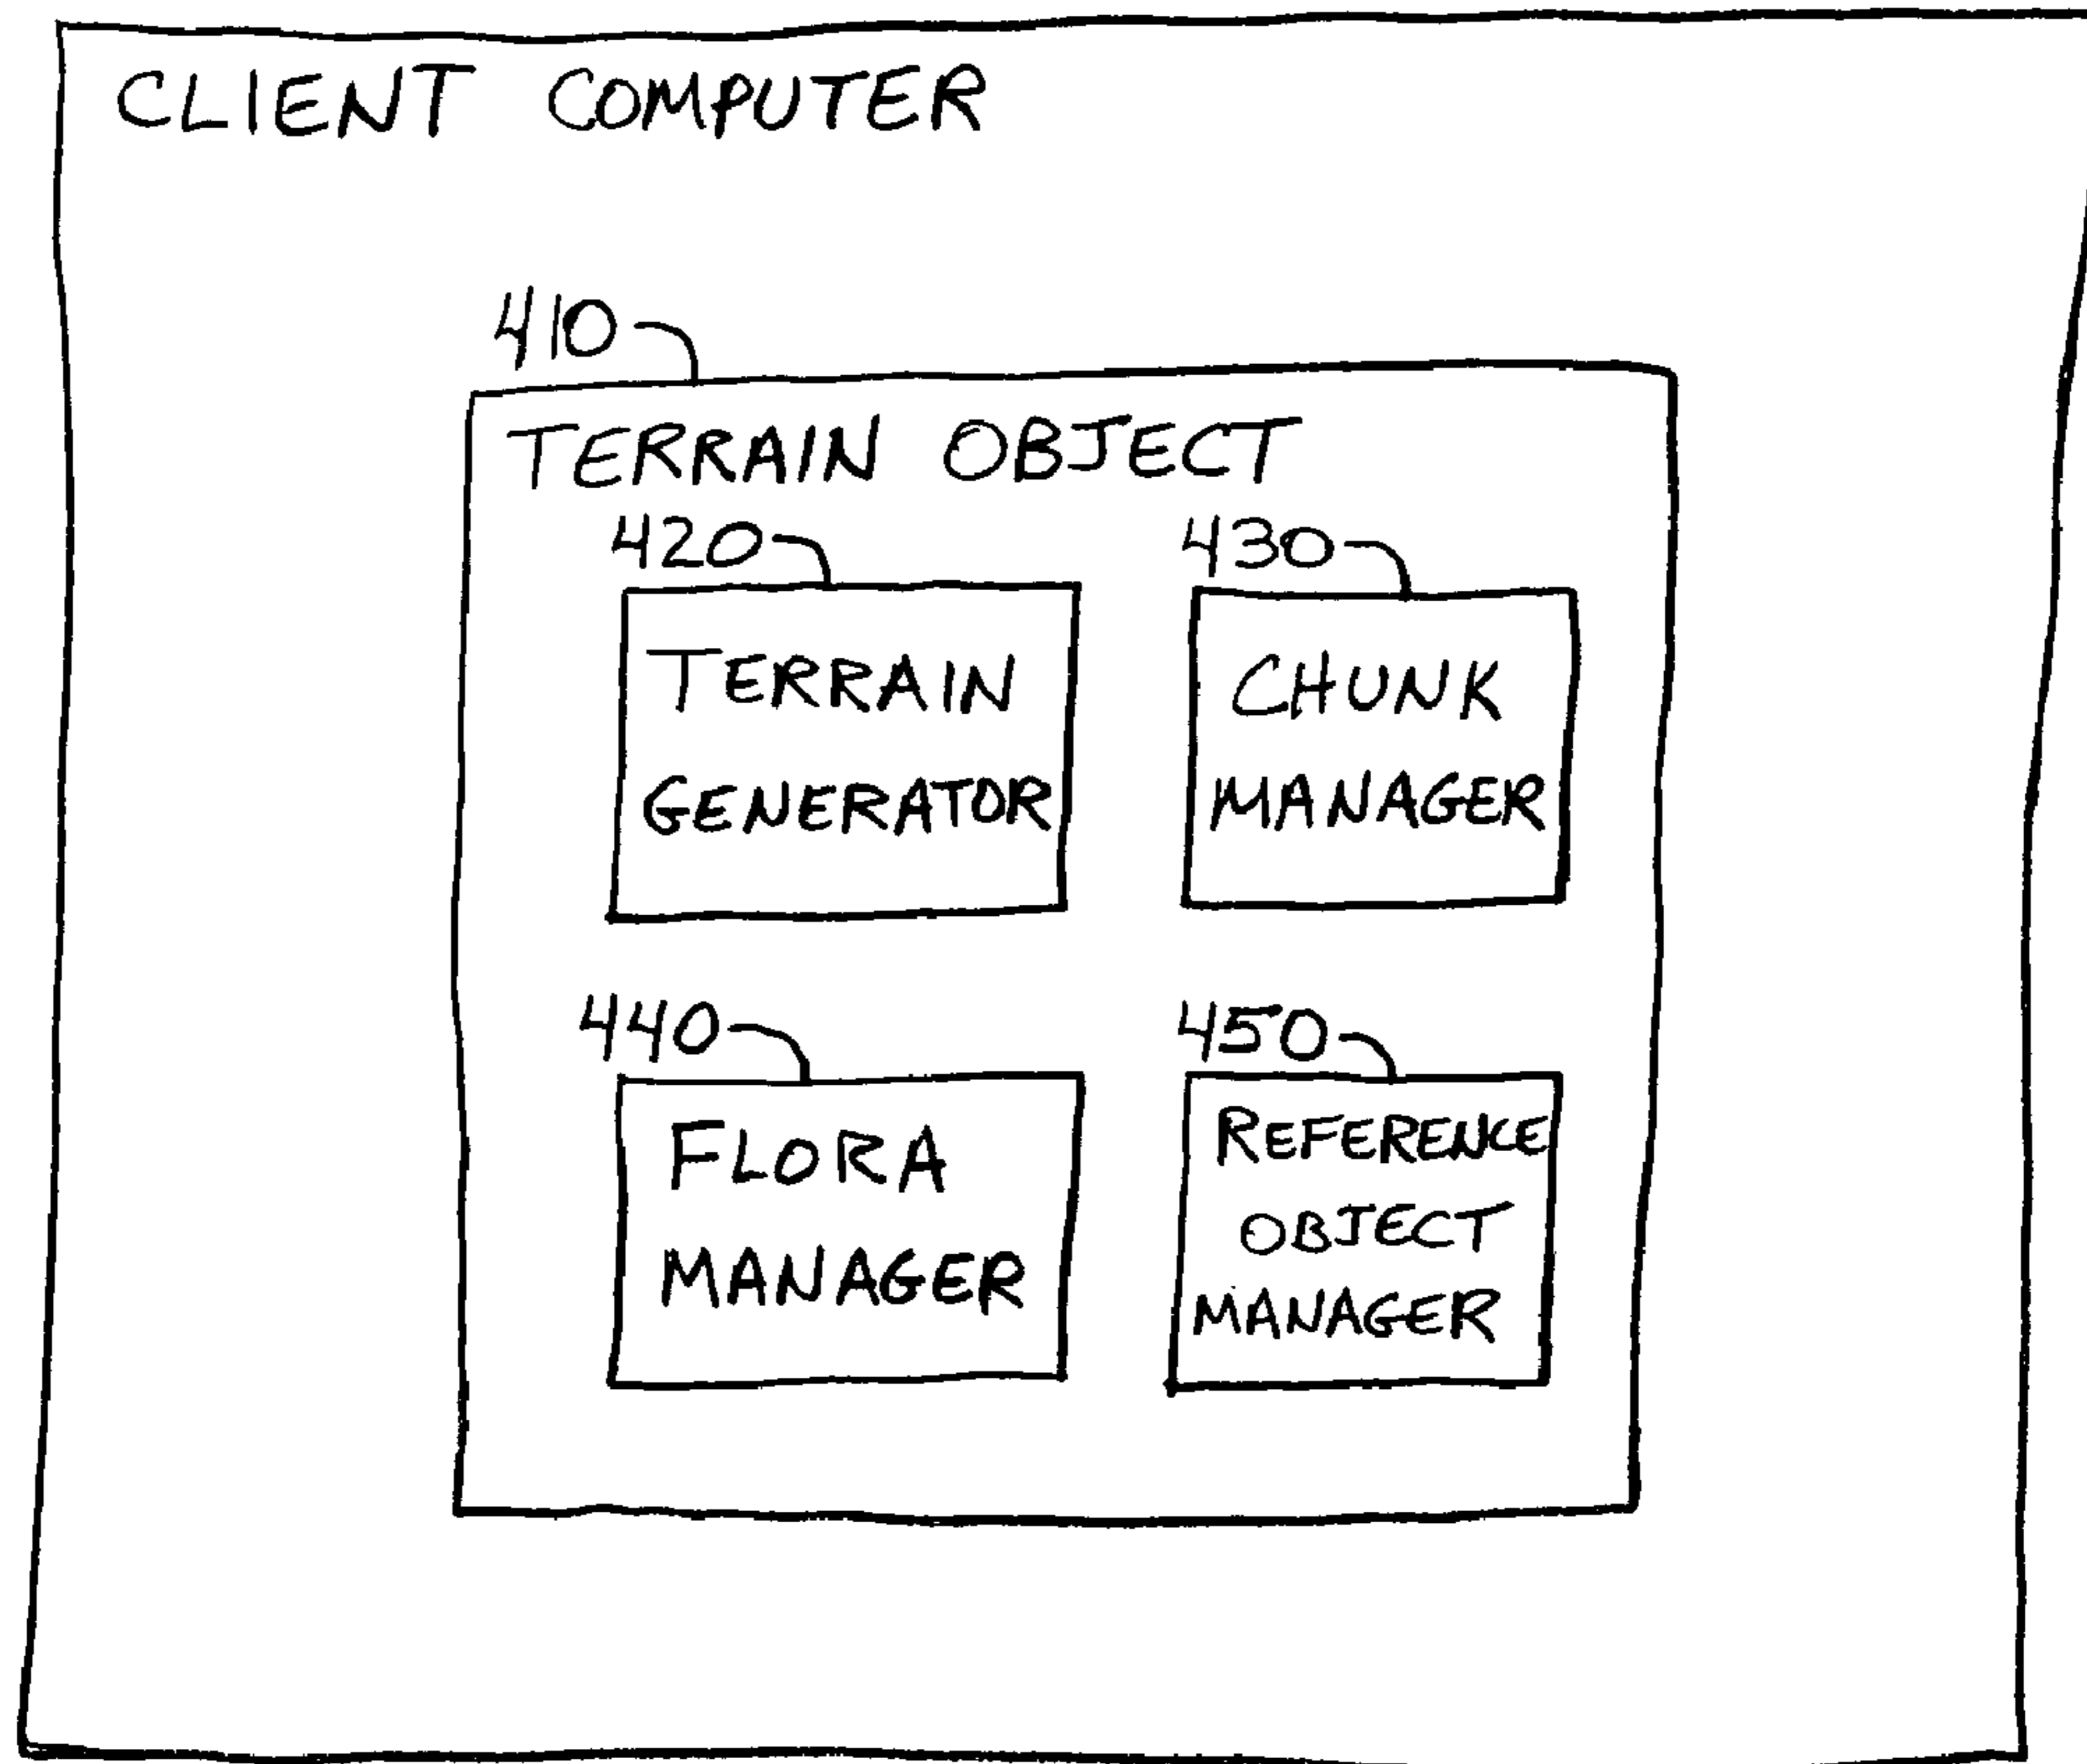 CLIENT COMPUTER
410
TERRAIN OBJECT
420
430
TERRAIN
GENERATOR
CHUNK
MANAGER
440
450
FLORA
MANAGER
REFERENCE
OBJECT
MANAGER